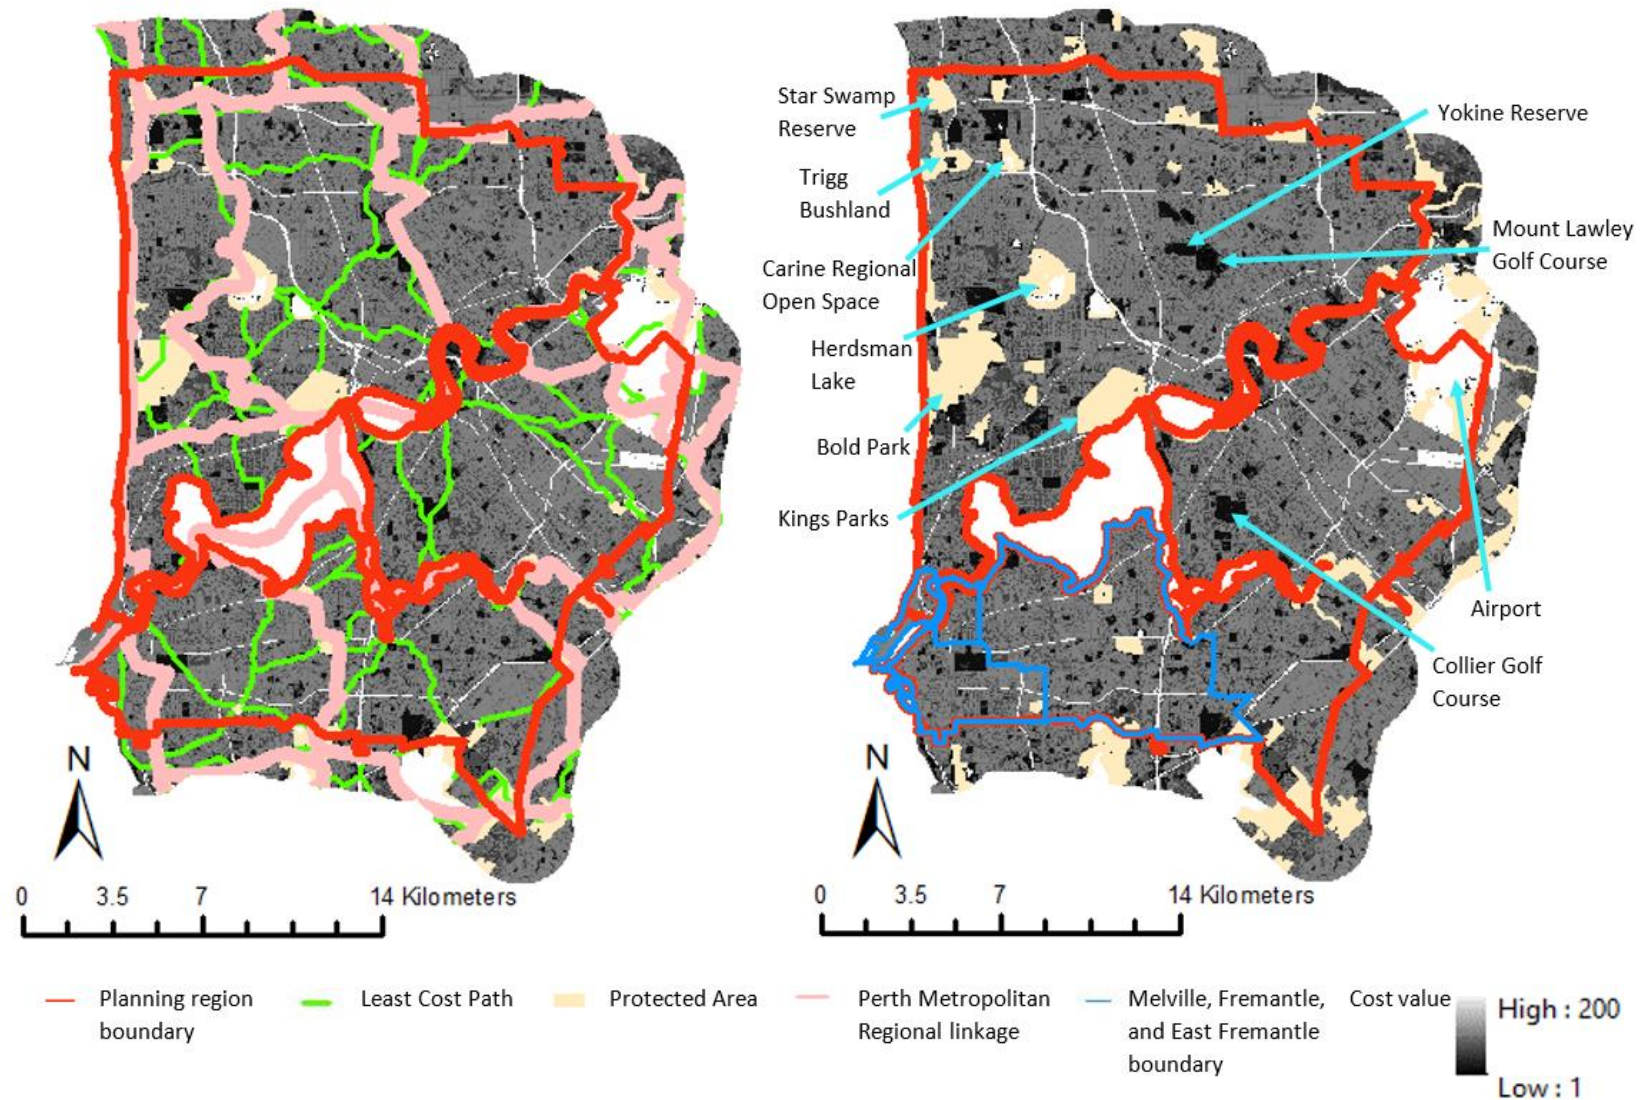 Star Swamp
Reserve
Trigg
Bushland
Carine Regional
Open Space
Herdsman
Lake
Bold Park
Kings Parks
Yokine Reserve
Mount Lawley
Golf Course
Airport
Collier Golf
Course
N
0 3.5 7 14 Kilometers
N
0 3.5 7 14 Kilometers
Planning region
boundary
Least Cost Path
Protected Area
Perth Metropolitan
Regional linkage
Melville, Fremantle,
and East Fremantle
boundary
Cost value
High : 200
Low : 1